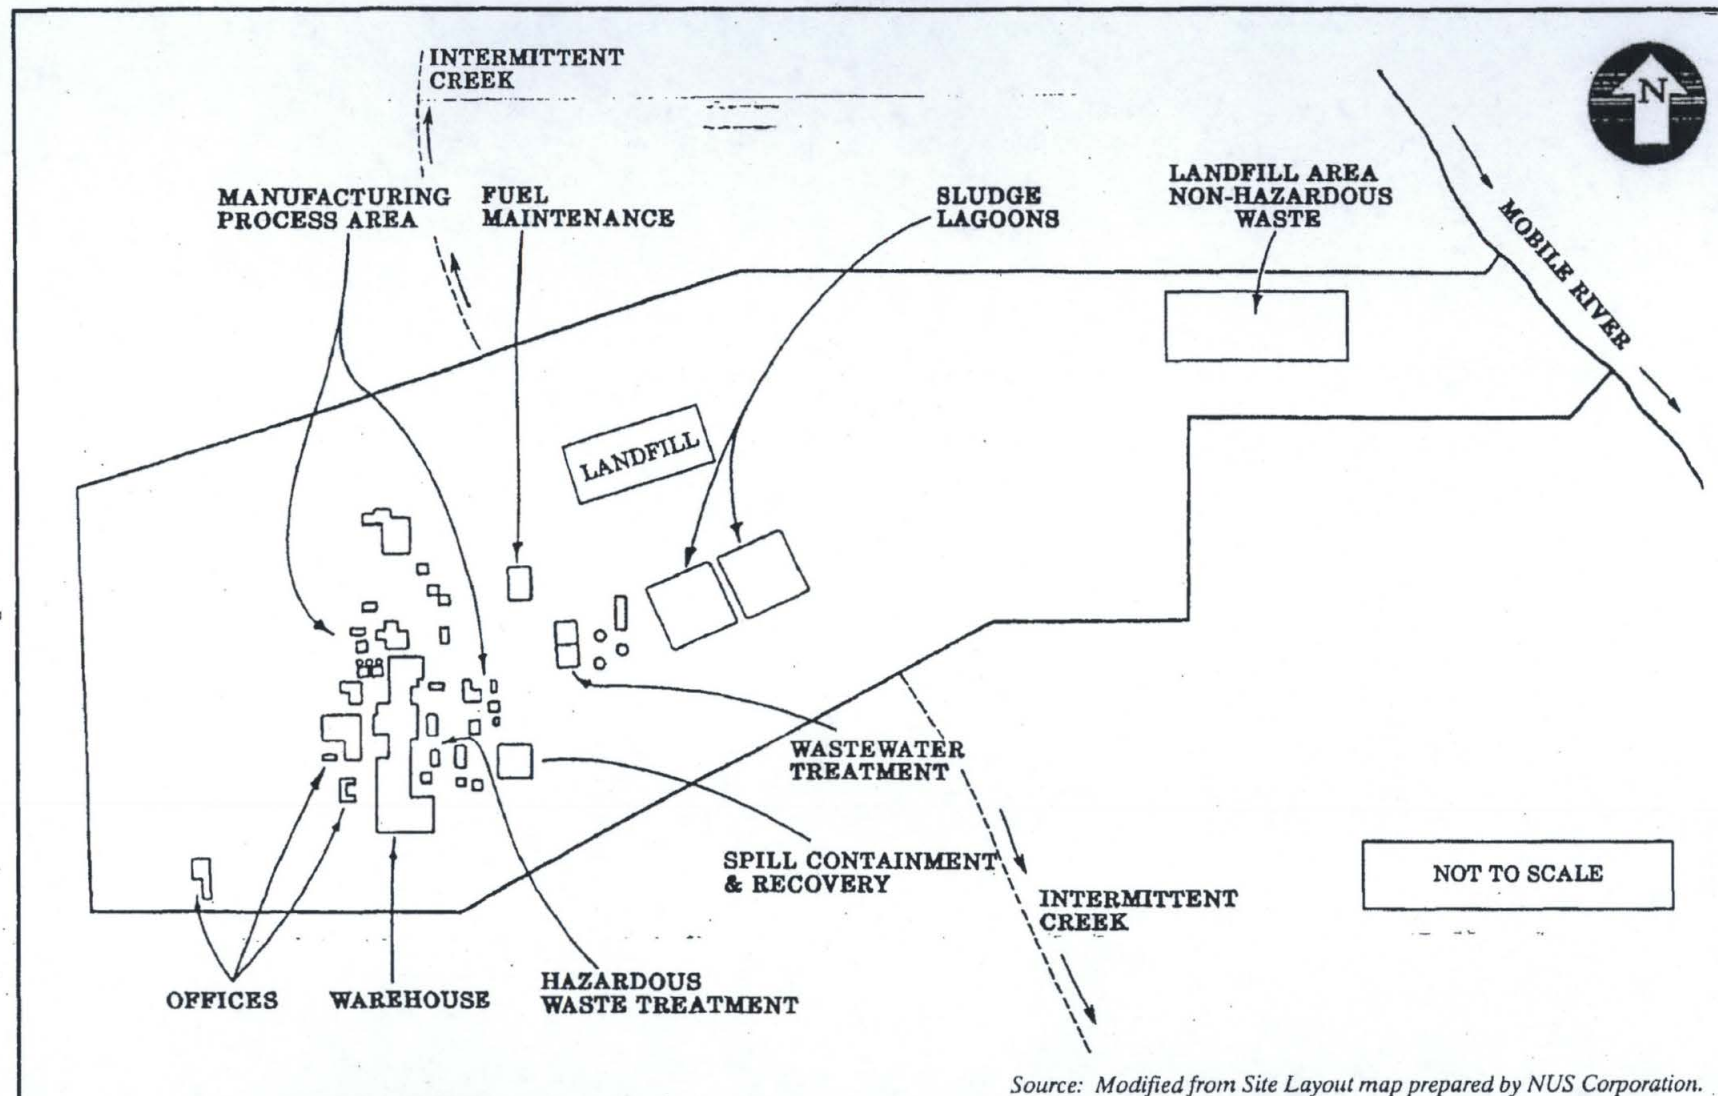 INTERMITTENT
CREEK
N
MANUFACTURING
PROCESS AREA
FUEL
MAINTENANCE
SLUDGE
LAGOONS
LANDFILL AREA
NON-HAZARDOUS
WASTE
MOBILE RIVER
LANDFILL
WASTEWATER
TREATMENT
SPILL CONTAINMENT
& RECOVERY
NOT TO SCALE
INTERMITTENT
CREEK
OFFICES
WAREHOUSE
HAZARDOUS
WASTE TREATMENT
Source: Modified from Site Layout map prepared by NUS Corporation.